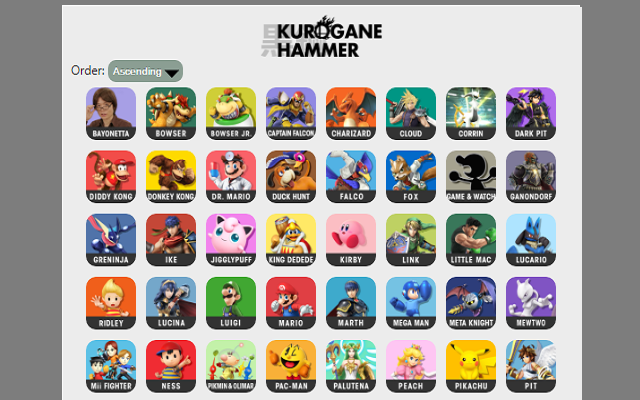 KUROGANE
HAMMER
Order: Ascending
BAYONETTA BOWSER BOWSER JR. CAPTAIN FALCON CHARIZARD CLOUD CORRIN DARK PIT
DIDDY KONG DONKEY KONG DR. MARIO DUCK HUNT FALCO FOX GAME & WATCH GANONDORF
GRENINJA IKE JIGGLYPUFF KING DEDEDE KIRBY LINK LITTLE MAC LUCARIO
RIDLEY LUCINA LUIGI MARIO MARTH MEGA MAN META KNIGHT MEWTWO
Mii FIGHTER NESS PIKMIN & OLIMAR PAC-MAN PALUTENA PEACH PIKACHU PIT